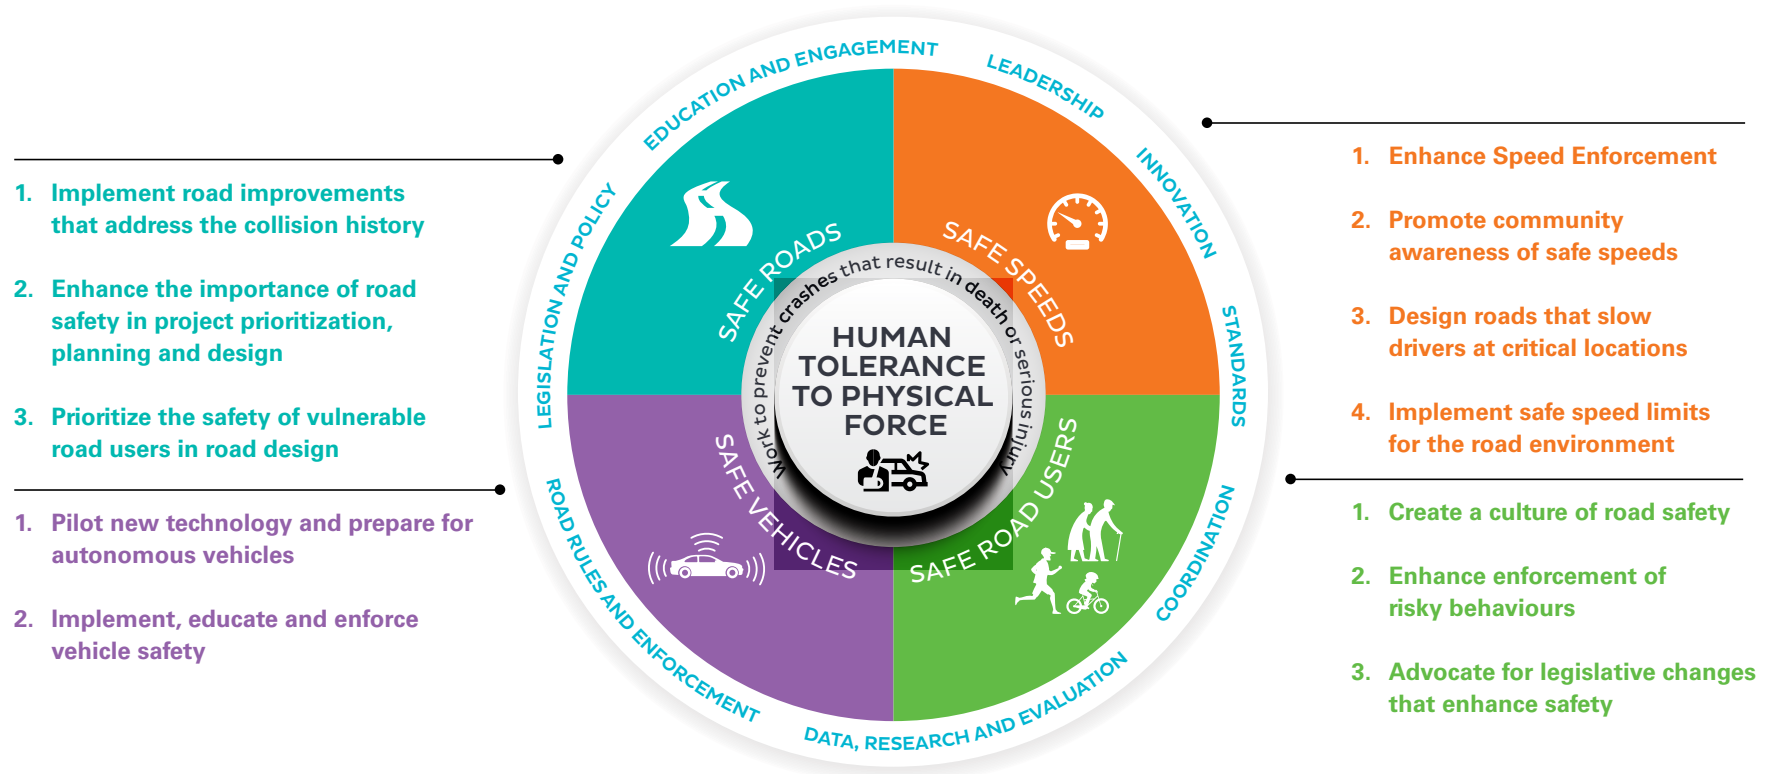 EDUCATION AND ENGAGEMENT
LEADERSHIP
INNOVATION
STANDARDS
COORDINATION
DATA, RESEARCH AND EVALUATION
ROAD RULES AND ENFORCEMENT
LEGISLATION AND POLICY
1. Implement road improvements
that address the collision history
2. Enhance the importance of road
safety in project prioritization,
planning and design
3. Prioritize the safety of vulnerable
road users in road design
1. Pilot new technology and prepare for
autonomous vehicles
2. Implement, educate and enforce
vehicle safety
SAFE ROADS
SAFE SPEEDS
SAFE VEHICLES
SAFE ROAD USERS
Work to prevent crashes that result in death or serious injury
HUMAN
TOLERANCE
TO PHYSICAL
FORCE
1. Enhance Speed Enforcement
2. Promote community
awareness of safe speeds
3. Design roads that slow
drivers at critical locations
4. Implement safe speed limits
for the road environment
1. Create a culture of road safety
2. Enhance enforcement of
risky behaviours
3. Advocate for legislative changes
that enhance safety